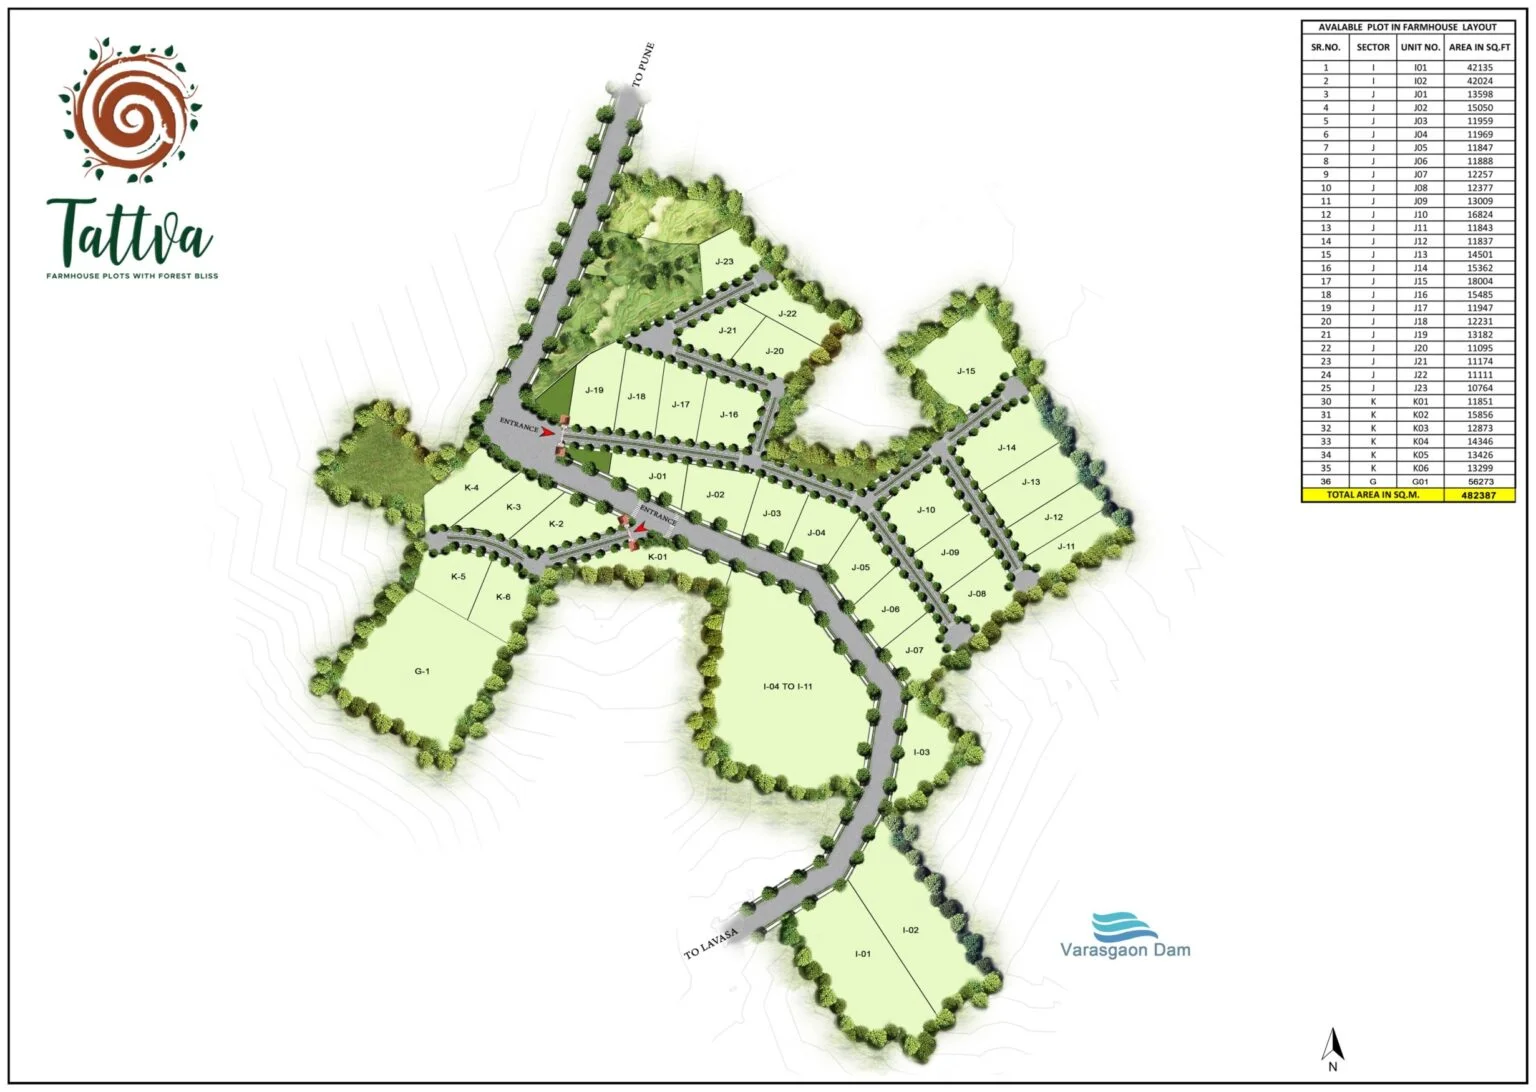 Tattva
FARMHOUSE PLOTS WITH FOREST BLISS
TO PUNE
AVALABLE PLOT IN FARMHOUSE LAYOUT
SR.NO. SECTOR UNIT NO. AREA IN SQ.FT
1 I I01 42135
2 I I02 42024
3 J J01 13598
4 J J02 15050
5 J J03 11959
6 J J04 11969
7 J J05 11847
8 J J06 11888
9 J J07 12257
10 J J08 12377
11 J J09 13009
12 J J10 16824
13 J J11 11843
14 J J12 11837
15 J J13 14501
16 J J14 15362
17 J J15 18004
18 J J16 15485
19 J J17 11947
20 J J18 12231
21 J J19 13182
22 J J20 11095
23 J J21 11174
24 J J22 11111
25 J J23 10764
30 K K01 11851
31 K K02 15856
32 K K03 12873
33 K K04 14346
34 K K05 13426
35 K K06 13299
36 G G01 56273
TOTAL AREA IN SQ.M. 482387
J-23
J-22
J-21
J-20
J-15
J-19
J-18
J-17
J-16
ENTRANCE
J-14
J-01
J-13
K-4
J-02
K-3
J-03
J-10
ENTRANCE
J-12
K-2
J-04
J-11
J-09
K-01
J-05
K-5
J-08
K-6
J-06
J-07
G-1
I-04 TO I-11
I-03
I-02
TO LAVASA
I-01
Varasgaon Dam
N